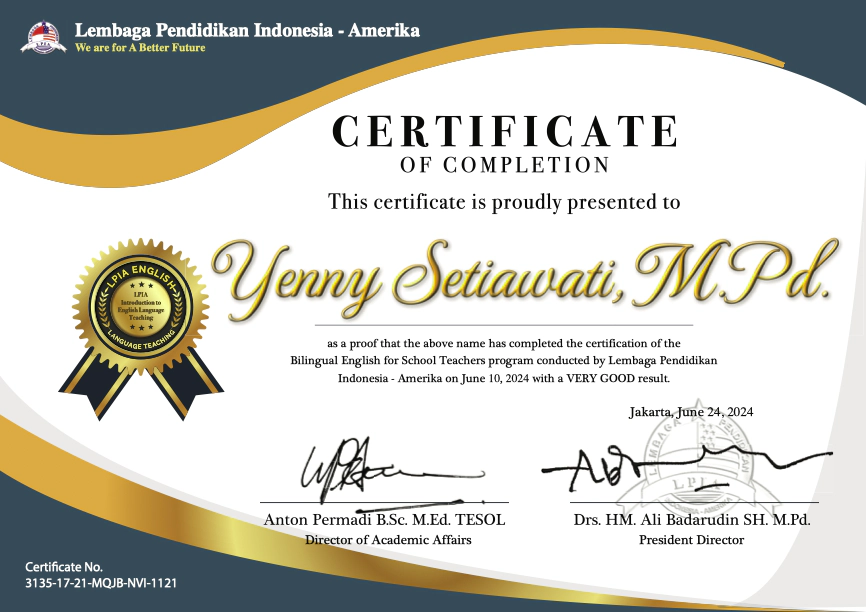 Lembaga Pendidikan Indonesia - Amerika
We are for A Better Future
CERTIFICATE
OF COMPLETION
This certificate is proudly presented to
Yenny Setiawati, M.Pd.
LPIA ENGLISH
LPIA
Introduction to
English Language
Teaching
LANGUAGE TEACHING
as a proof that the above name has completed the certification of the
Bilingual English for School Teachers program conducted by Lembaga Pendidikan
Indonesia - Amerika on June 10, 2024 with a VERY GOOD result.
Jakarta, June 24, 2024
LEMBAGA PENDIDIKAN
LPIA
INDONESIA - AMERIKA
Anton Permadi B.Sc. M.Ed. TESOL
Director of Academic Affairs
Drs. HM. Ali Badarudin SH. M.Pd.
President Director
Certificate No.
3135-17-21-MQJB-NVI-1121